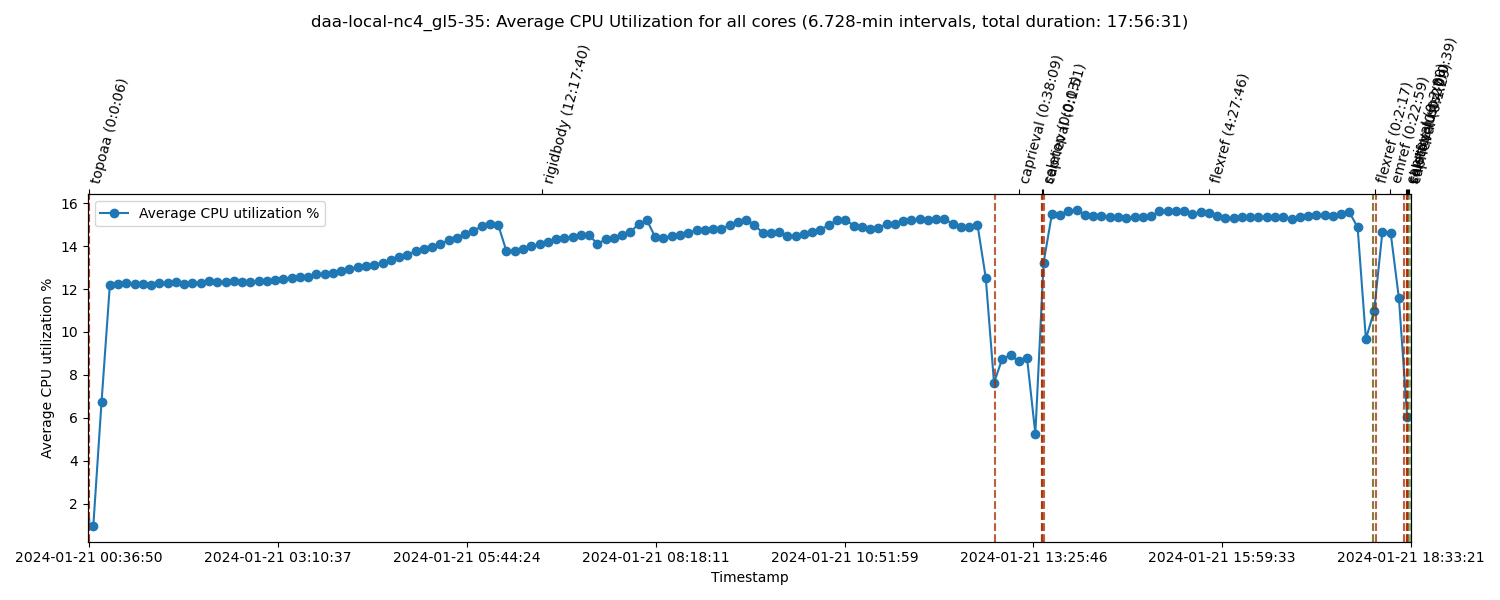 daa-local-nc4_gl5-35: Average CPU Utilization for all cores (6.728-min intervals, total duration: 17:56:31)
topoaa (0:0:06)
rigidbody (12:17:40)
caprieval (0:38:09)
flexref (4:27:46)
flexref (0:2:17)
emref (0:22:59)
Average CPU utilization %
16
14
12
10
8
6
4
2
Average CPU utilization %
2024-01-21 00:36:50
2024-01-21 03:10:37
2024-01-21 05:44:24
2024-01-21 08:18:11
2024-01-21 10:51:59
2024-01-21 13:25:46
2024-01-21 15:59:33
2024-01-21 18:33:21
Timestamp